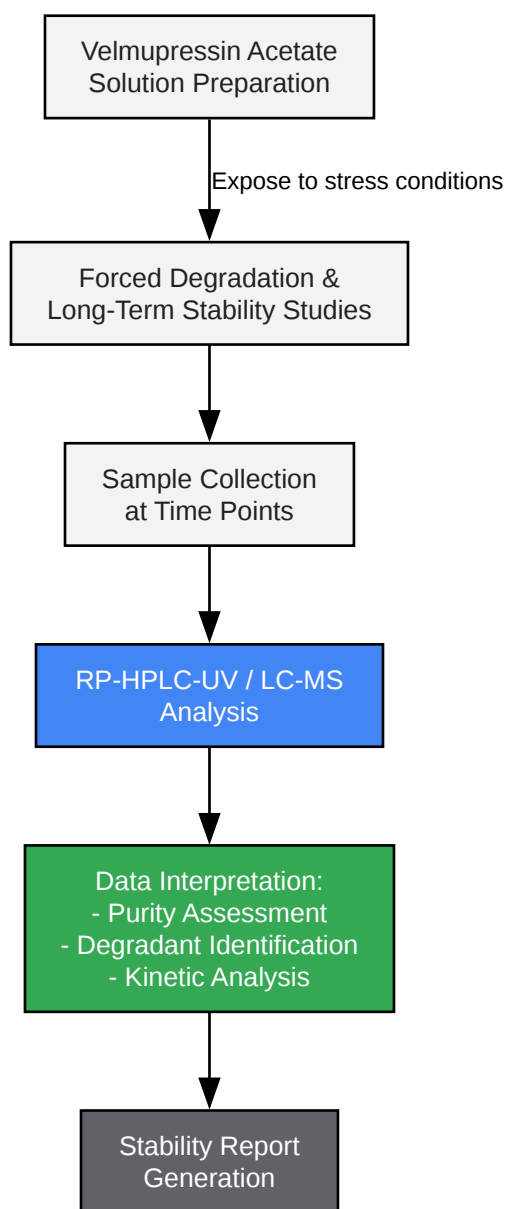 Velmupressin Acetate
Solution Preparation
Expose to stress conditions
Forced Degradation &
Long-Term Stability Studies
Sample Collection
at Time Points
RP-HPLC-UV / LC-MS
Analysis
Data Interpretation:
- Purity Assessment
- Degradant Identification
- Kinetic Analysis
Stability Report
Generation